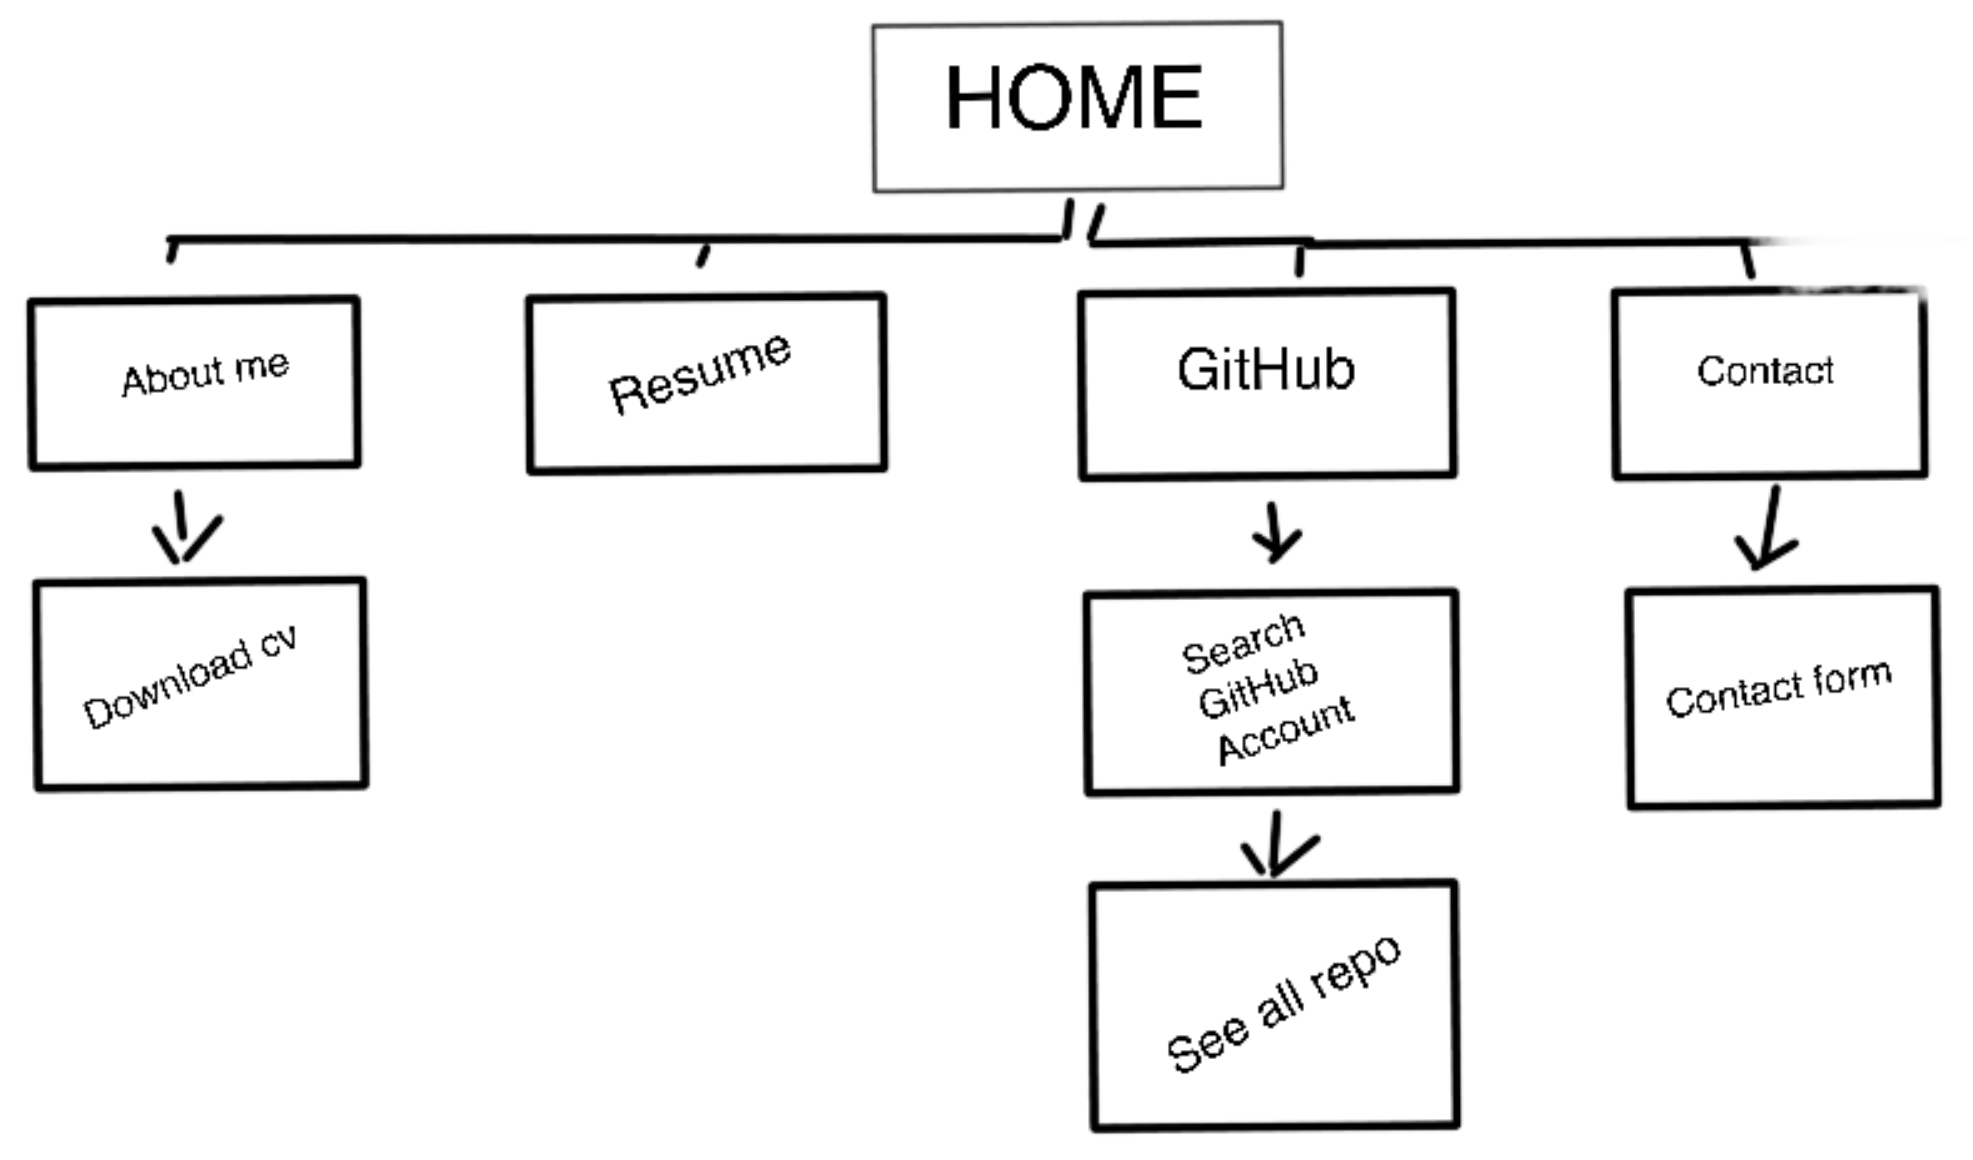 HOME
About me
Resume
GitHub
Contact
Download cv
Search
GitHub
Account
Contact form
See all repo